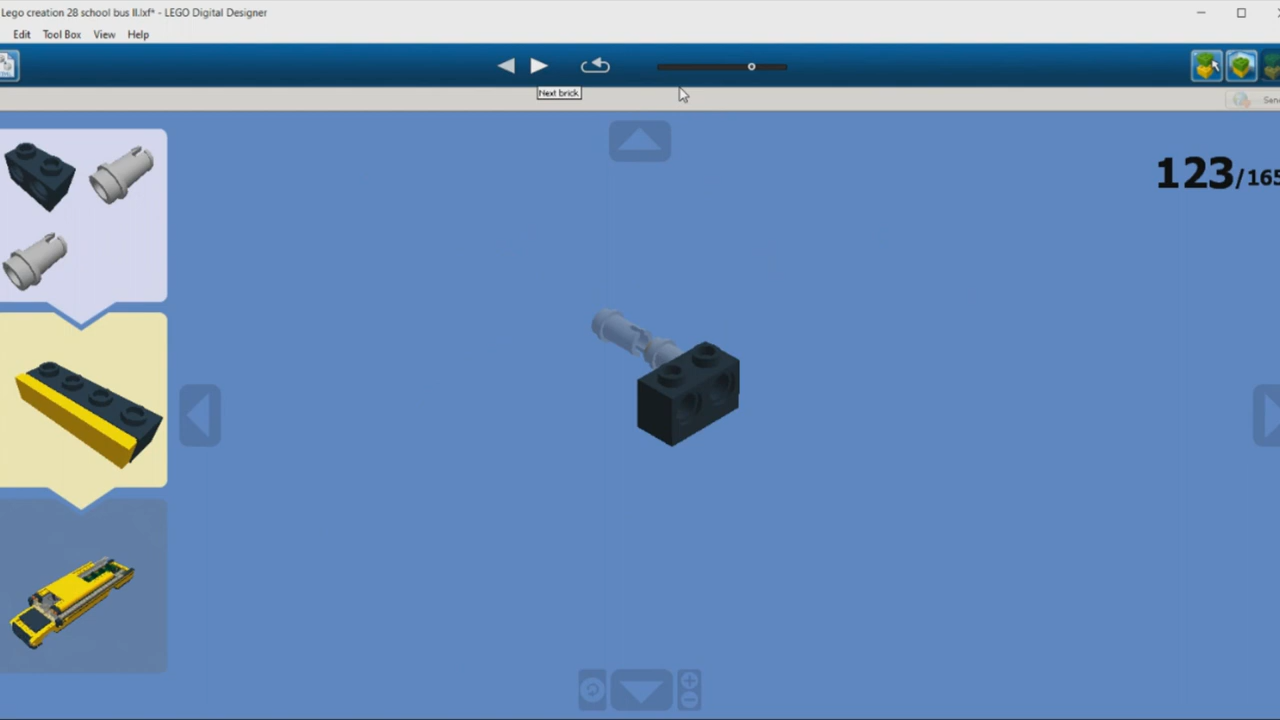 Lego creation 28 school bus II.lxf* - LEGO Digital Designer
Edit Tool Box View Help
Next brick
123/165